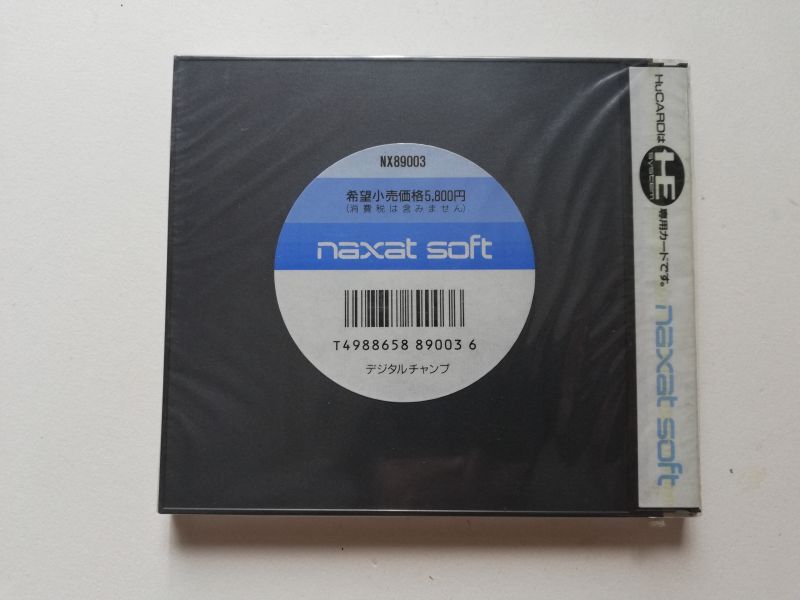 NX89003
希望小売価格5,800円
(消費税は含みません)
naxat soft
T4988658 89003 6
デジタルチャンプ
HuCARDは
HE
SYSTEM
専用カードです。
naxat soft